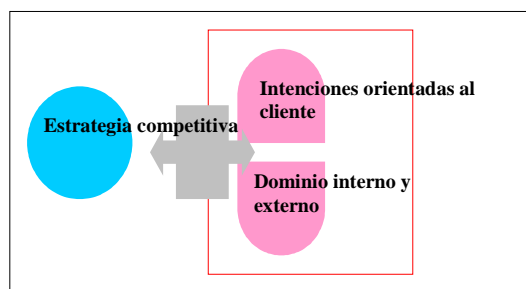 Estrategia competitiva
Intenciones orientadas al
cliente
Dominio interno y
externo